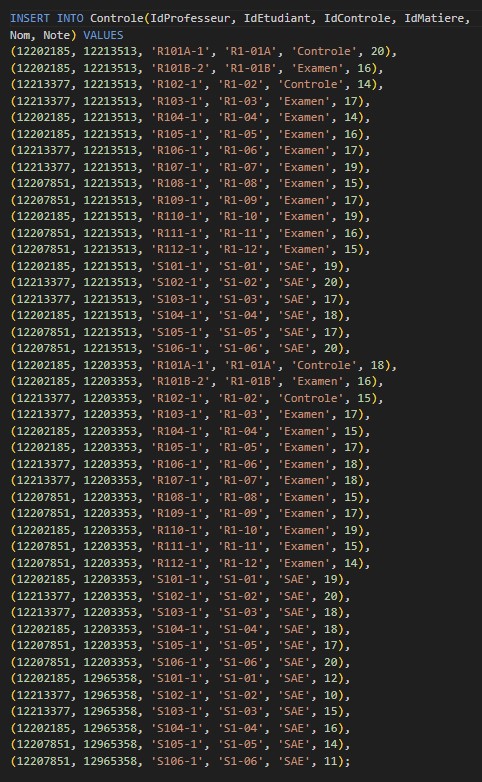 INSERT INTO Controle(IdProfesseur, IdEtudiant, IdControle, IdMatiere,
Nom, Note) VALUES
(12202185, 12213513, 'R101A-1', 'R1-01A', 'Controle', 20),
(12202185, 12213513, 'R101B-2', 'R1-01B', 'Examen', 16),
(12213377, 12213513, 'R102-1', 'R1-02', 'Controle', 14),
(12213377, 12213513, 'R103-1', 'R1-03', 'Examen', 17),
(12202185, 12213513, 'R104-1', 'R1-04', 'Examen', 14),
(12202185, 12213513, 'R105-1', 'R1-05', 'Examen', 16),
(12213377, 12213513, 'R106-1', 'R1-06', 'Examen', 17),
(12213377, 12213513, 'R107-1', 'R1-07', 'Examen', 19),
(12207851, 12213513, 'R108-1', 'R1-08', 'Examen', 15),
(12207851, 12213513, 'R109-1', 'R1-09', 'Examen', 17),
(12202185, 12213513, 'R110-1', 'R1-10', 'Examen', 19),
(12207851, 12213513, 'R111-1', 'R1-11', 'Examen', 16),
(12207851, 12213513, 'R112-1', 'R1-12', 'Examen', 15),
(12202185, 12213513, 'S101-1', 'S1-01', 'SAE', 19),
(12213377, 12213513, 'S102-1', 'S1-02', 'SAE', 20),
(12213377, 12213513, 'S103-1', 'S1-03', 'SAE', 17),
(12202185, 12213513, 'S104-1', 'S1-04', 'SAE', 18),
(12207851, 12213513, 'S105-1', 'S1-05', 'SAE', 17),
(12207851, 12213513, 'S106-1', 'S1-06', 'SAE', 20),
(12202185, 12203353, 'R101A-1', 'R1-01A', 'Controle', 18),
(12202185, 12203353, 'R101B-2', 'R1-01B', 'Examen', 16),
(12213377, 12203353, 'R102-1', 'R1-02', 'Controle', 15),
(12213377, 12203353, 'R103-1', 'R1-03', 'Examen', 17),
(12202185, 12203353, 'R104-1', 'R1-04', 'Examen', 15),
(12202185, 12203353, 'R105-1', 'R1-05', 'Examen', 17),
(12213377, 12203353, 'R106-1', 'R1-06', 'Examen', 18),
(12213377, 12203353, 'R107-1', 'R1-07', 'Examen', 18),
(12207851, 12203353, 'R108-1', 'R1-08', 'Examen', 15),
(12207851, 12203353, 'R109-1', 'R1-09', 'Examen', 17),
(12202185, 12203353, 'R110-1', 'R1-10', 'Examen', 19),
(12207851, 12203353, 'R111-1', 'R1-11', 'Examen', 15),
(12207851, 12203353, 'R112-1', 'R1-12', 'Examen', 14),
(12202185, 12203353, 'S101-1', 'S1-01', 'SAE', 19),
(12213377, 12203353, 'S102-1', 'S1-02', 'SAE', 20),
(12213377, 12203353, 'S103-1', 'S1-03', 'SAE', 18),
(12202185, 12203353, 'S104-1', 'S1-04', 'SAE', 18),
(12207851, 12203353, 'S105-1', 'S1-05', 'SAE', 17),
(12207851, 12203353, 'S106-1', 'S1-06', 'SAE', 20),
(12202185, 12965358, 'S101-1', 'S1-01', 'SAE', 12),
(12213377, 12965358, 'S102-1', 'S1-02', 'SAE', 10),
(12213377, 12965358, 'S103-1', 'S1-03', 'SAE', 15),
(12202185, 12965358, 'S104-1', 'S1-04', 'SAE', 16),
(12207851, 12965358, 'S105-1', 'S1-05', 'SAE', 14),
(12207851, 12965358, 'S106-1', 'S1-06', 'SAE', 11);